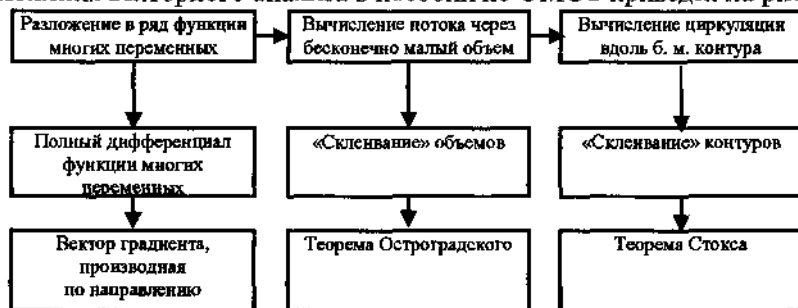 Разложение в ряд функции
многих переменных
Вычисление потока через
бесконечно малый объем
Вычисление циркуляция
вдоль б. м. контура
Полный дифференциал
функции многих
переменных
«Склеивание» объемов
«Склеивание» контуров
Вектор градиента,
производная
по направлению
Теорема Остроградского
Теорема Стокса